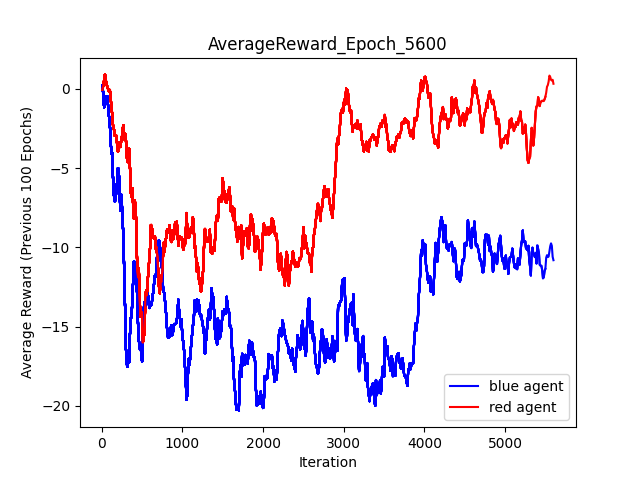 AverageReward_Epoch_5600
Average Reward (Previous 100 Epochs)
0
−5
−10
−15
−20
0 1000 2000 3000 4000 5000
Iteration
blue agent
red agent